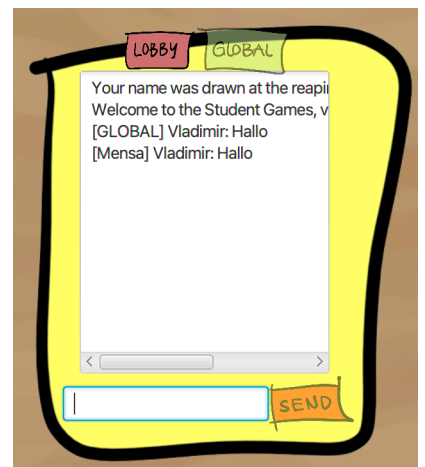 LOBBY GLOBAL
Your name was drawn at the
Welcome to the Student Games,
[GLOBAL] Vladimir: Hallo
[Mensa] Vladimir: Hallo
SEND